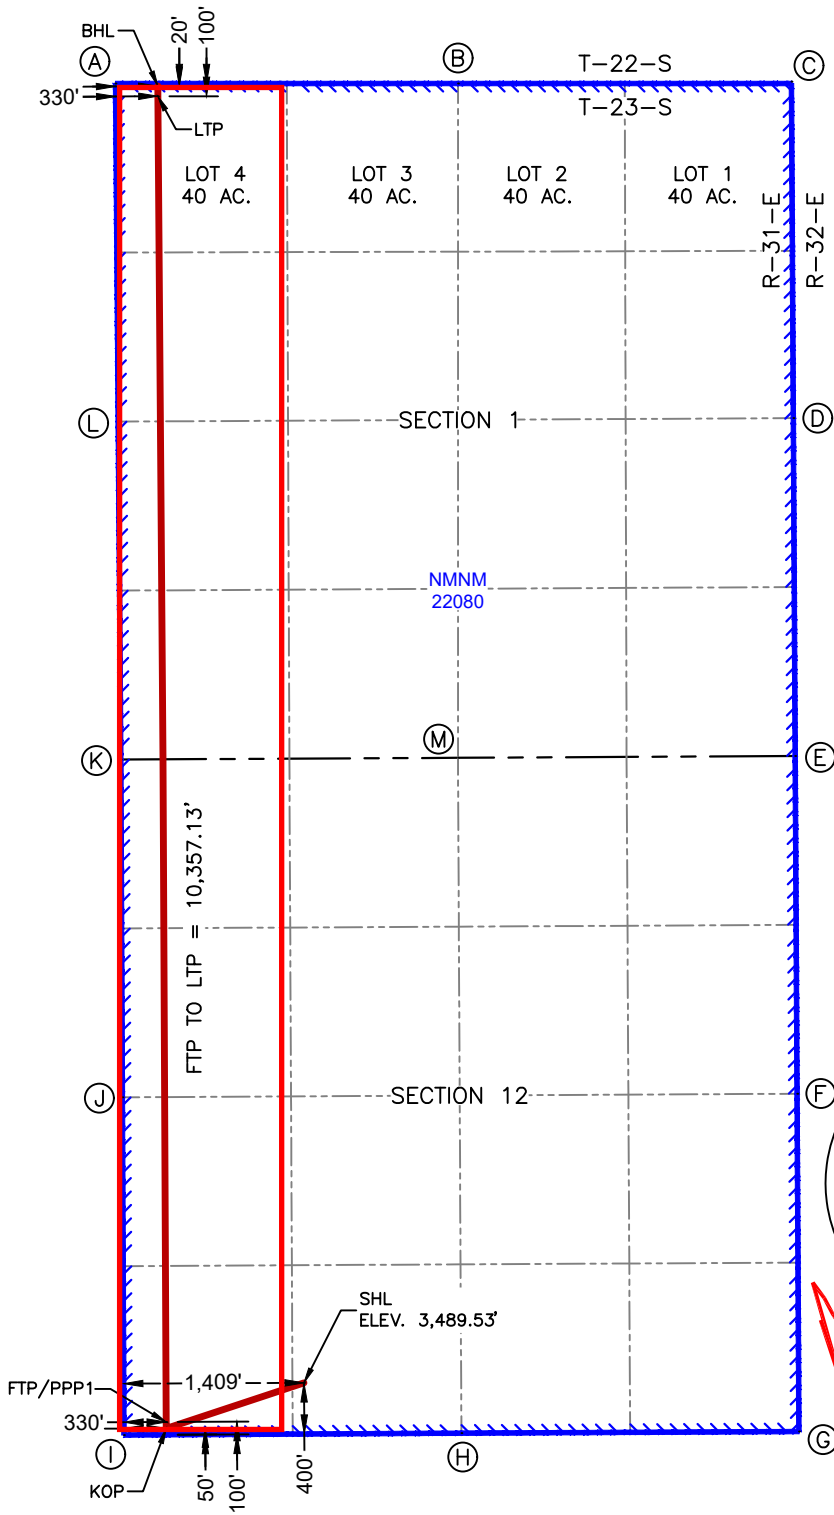 BHL
A
20'
100'
B
T-22-S
C
330'
T-23-S
LTP
LOT 4
40 AC.
LOT 3
40 AC.
LOT 2
40 AC.
LOT 1
40 AC.
R-31-E
R-32-E
L
SECTION 1
D
NMNM
22080
K
M
E
FTP TO LTP = 10,357.13'
J
SECTION 12
F
SHL
ELEV. 3,489.53'
FTP/PPP1
1,409'
330'
I
H
G
KOP
50'
100'
400'